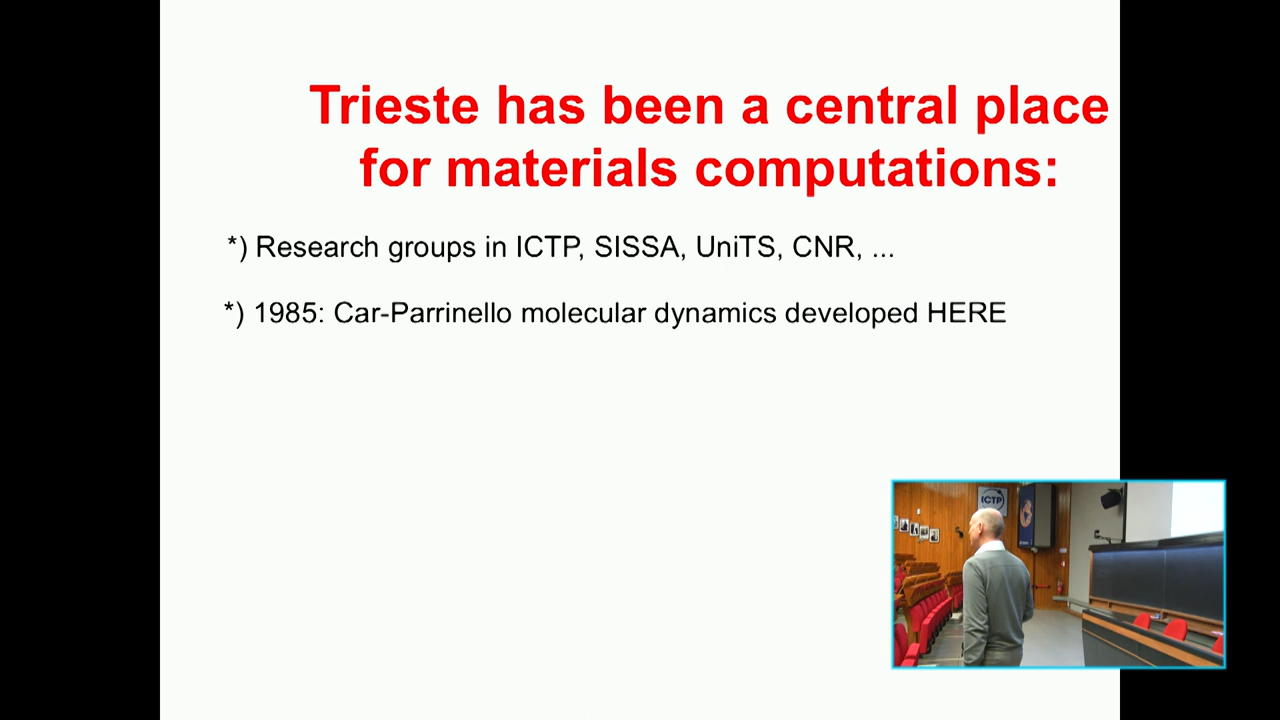 Trieste has been a central place
for materials computations:
*) Research groups in ICTP, SISSA, UniTS, CNR, ...
*) 1985: Car-Parrinello molecular dynamics developed HERE
ICTP